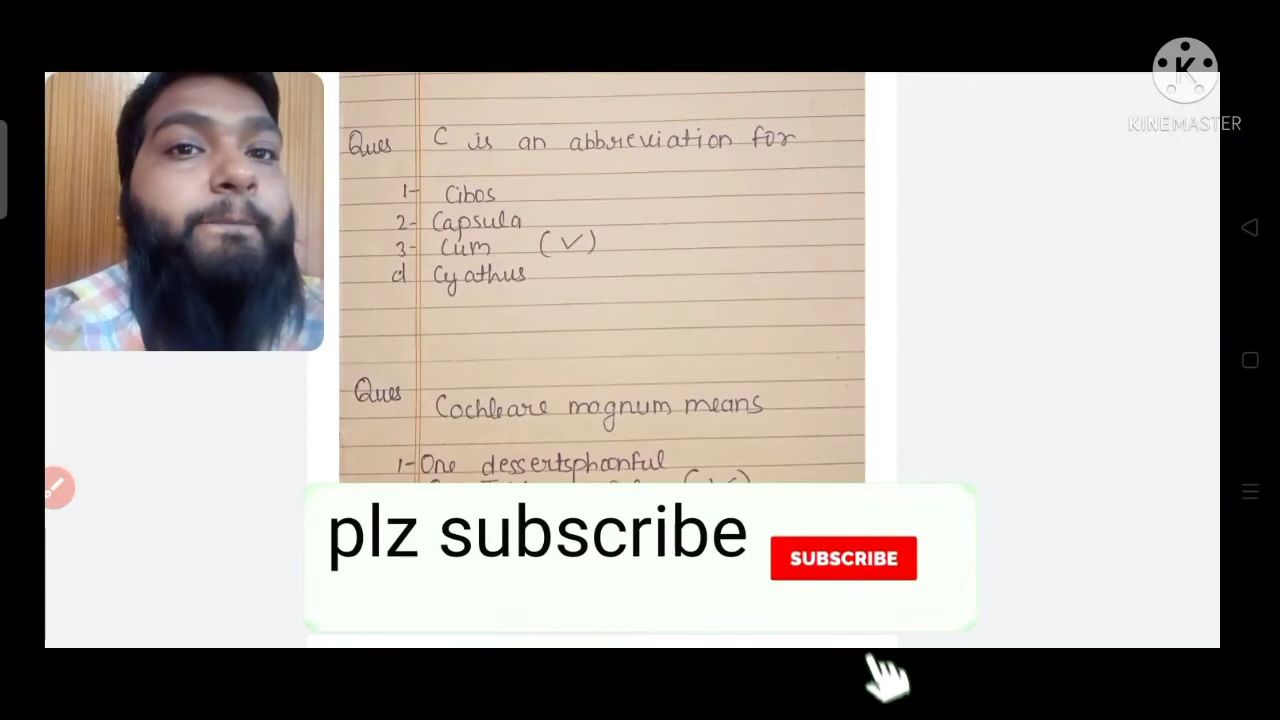 KINEMASTER
Ques C is an abbreviation for
1- Cibos
2- Capsula
3- Cum (✓)
d Cyathus
Ques Cochleare magnum means
1- One dessertsphoonful
plz subscribe
SUBSCRIBE